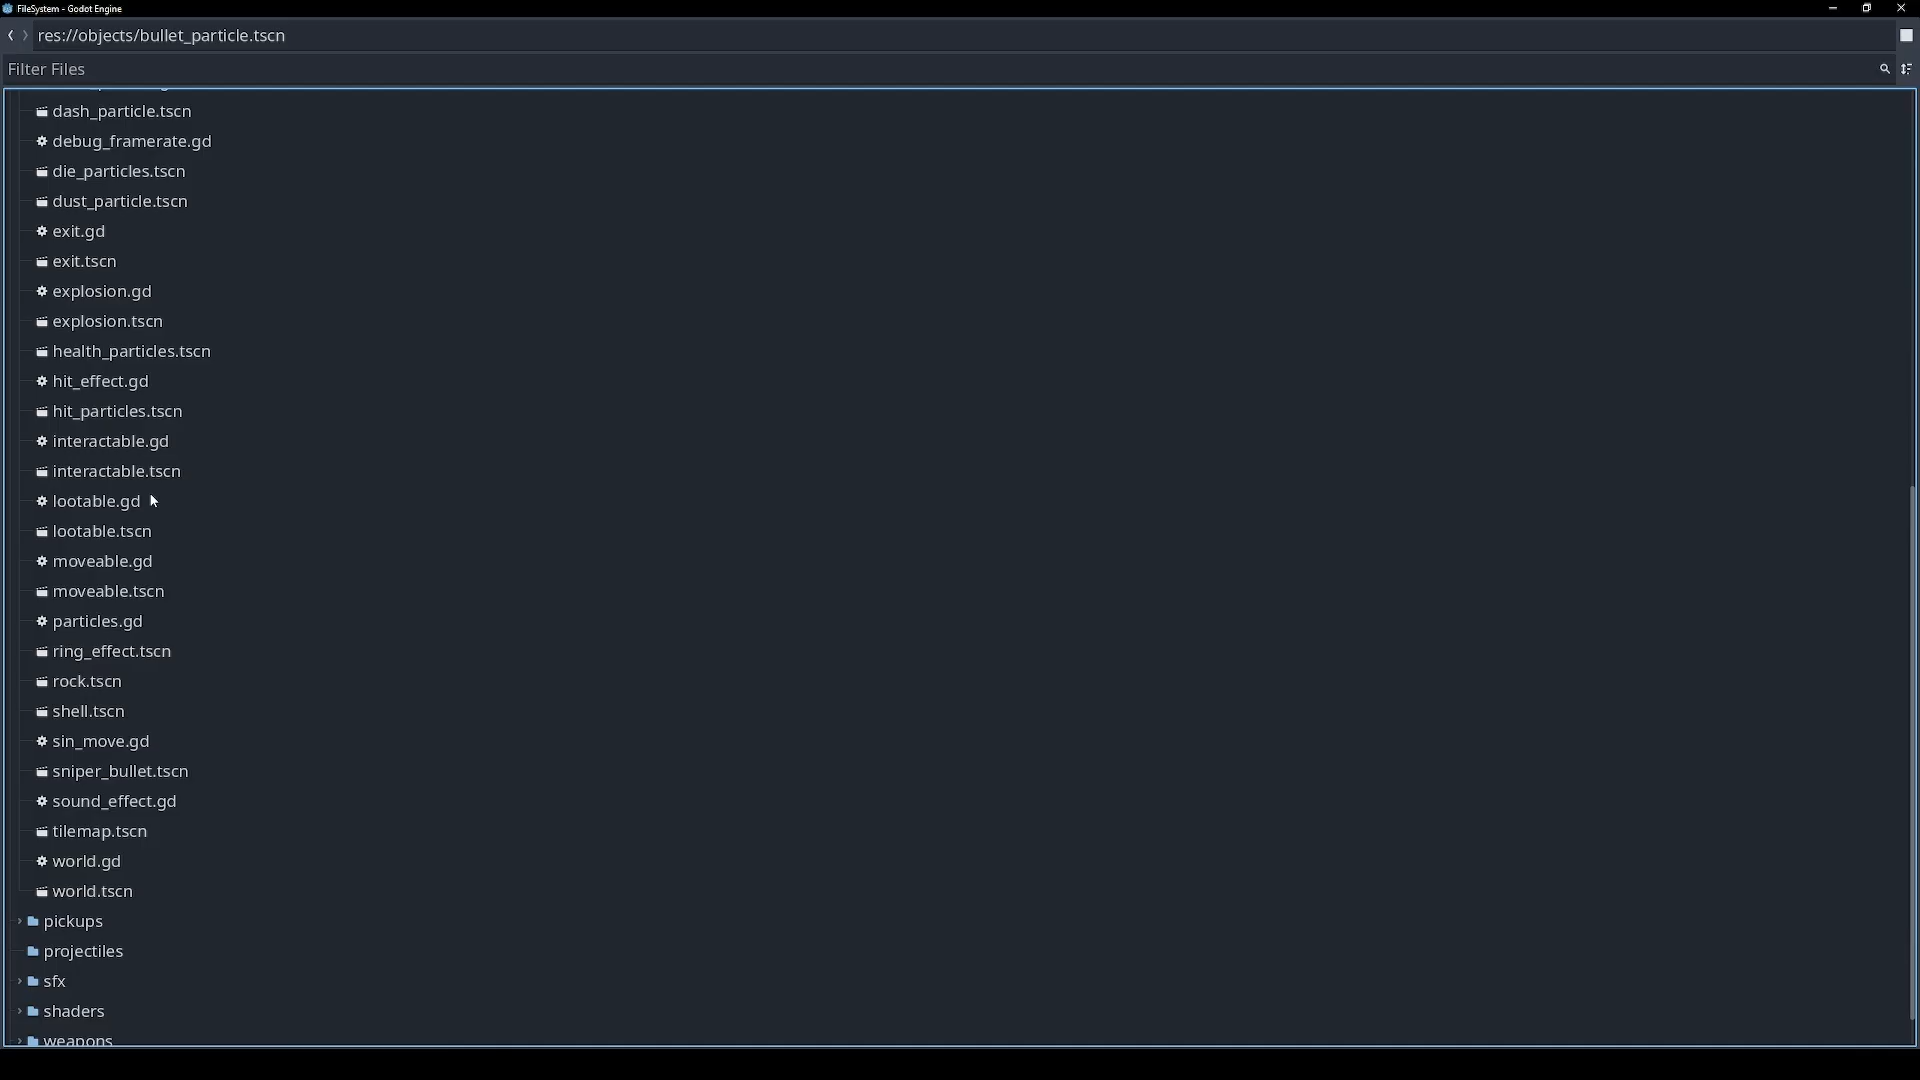 FileSystem - Godot Engine
res://objects/bullet_particle.tscn
Filter Files
dash_particle.tscn
debug_framerate.gd
die_particles.tscn
dust_particle.tscn
exit.gd
exit.tscn
explosion.gd
explosion.tscn
health_particles.tscn
hit_effect.gd
hit_particles.tscn
interactable.gd
interactable.tscn
lootable.gd
lootable.tscn
moveable.gd
moveable.tscn
particles.gd
ring_effect.tscn
rock.tscn
shell.tscn
sin_move.gd
sniper_bullet.tscn
sound_effect.gd
tilemap.tscn
world.gd
world.tscn
pickups
projectiles
sfx
shaders
weapons